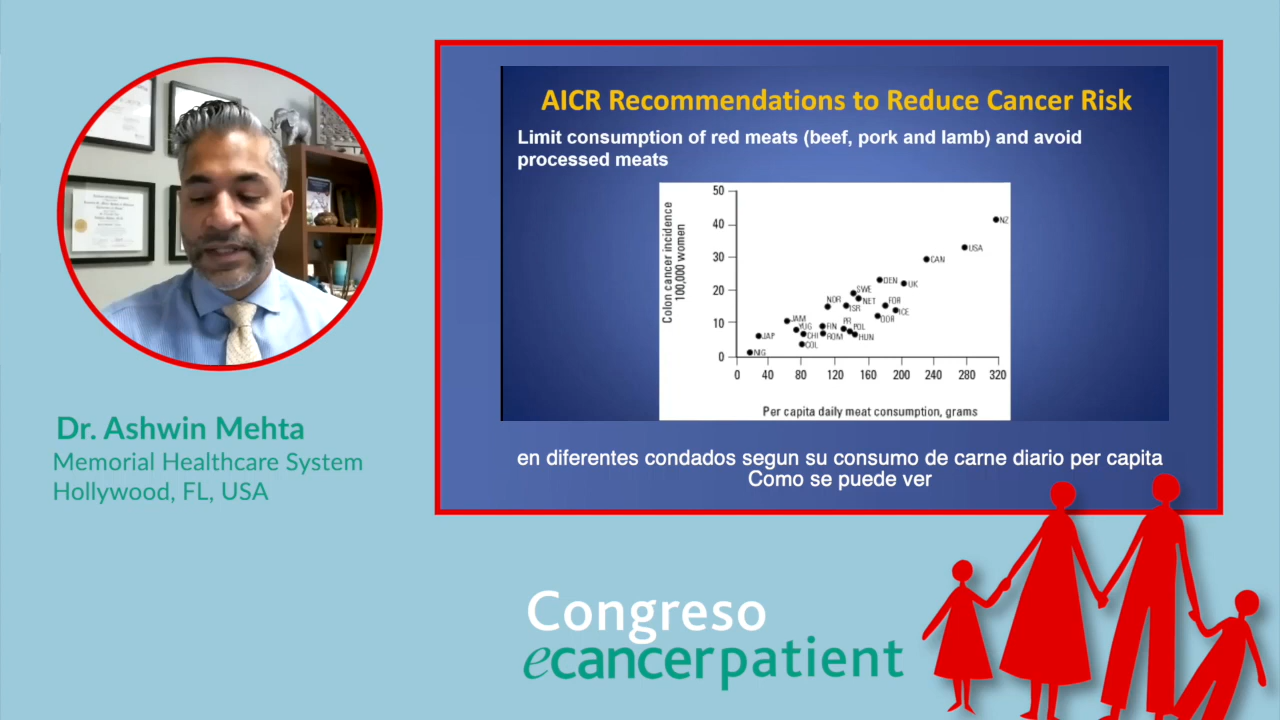 AICR Recommendations to Reduce Cancer Risk
Limit consumption of red meats (beef, pork and lamb) and avoid
processed meats
Colon cancer incidence
100,000 women
50
40
30
20
10
0
NZ
USA
CAN
DEN
UK
SWE
NET
NOR
ISR
FOR
ICE
DOR
JAM
YUG
FIN
PR
POL
JAP
CHI
ROM
HUN
COL
NIG
0 40 80 120 160 200 240 280 320
Per capita daily meat consumption, grams
en diferentes condados segun su consumo de carne diario per capita
Como se puede ver
Dr. Ashwin Mehta
Memorial Healthcare System
Hollywood, FL, USA
Congreso
ecancerpatient